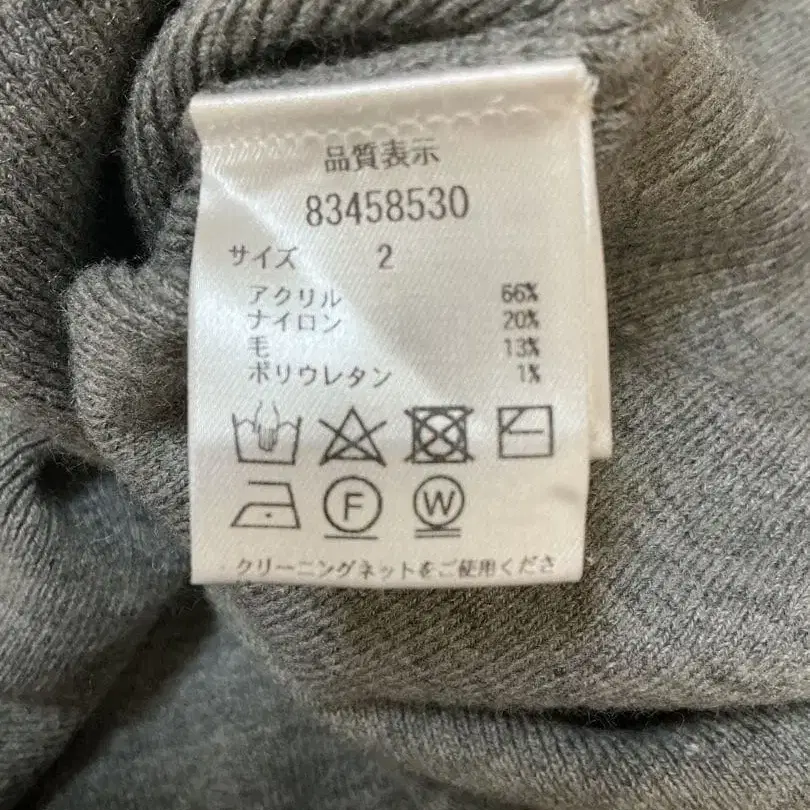 品質表示
83458530
サイズ 2
アクリル 66%
ナイロン 20%
毛 13%
ポリウレタン 1%
F W
クリーニングネットをご使用くださ